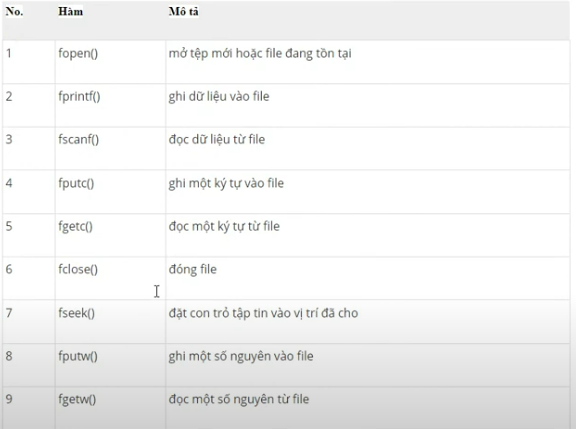 No. Hàm Mô tả
1 fopen() mở tệp mới hoặc file đang tồn tại
2 fprintf() ghi dữ liệu vào file
3 fscanf() đọc dữ liệu từ file
4 fputc() ghi một ký tự vào file
5 fgetc() đọc một ký tự từ file
6 fclose() đóng file
7 fseek() đặt con trỏ tập tin vào vị trí đã cho
8 fputw() ghi một số nguyên vào file
9 fgetw() đọc một số nguyên từ file